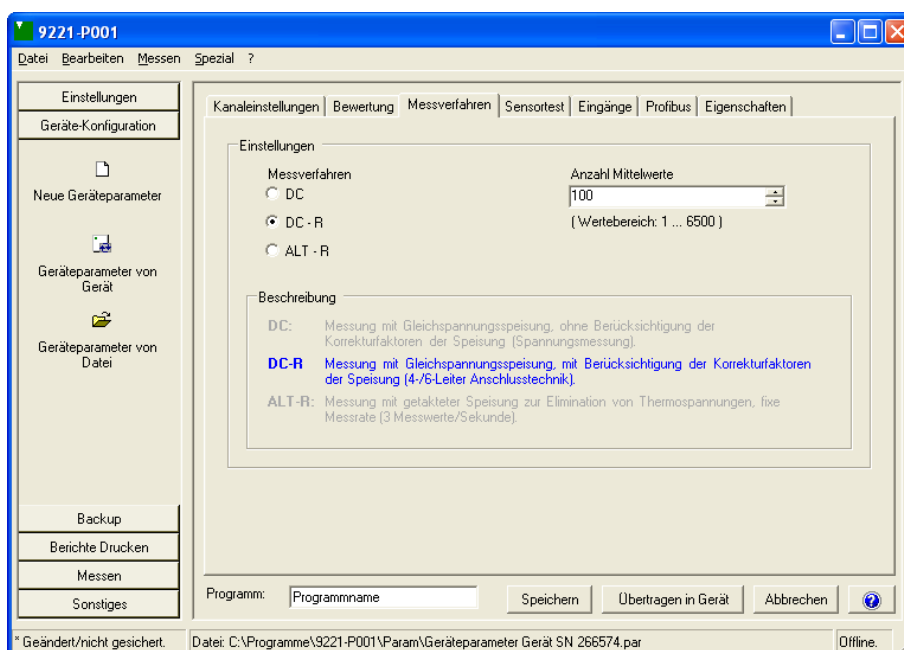 9221-P001
Datei Bearbeiten Messen Spezial ?
Einstellungen
Geräte-Konfiguration
Neue Geräteparameter
Geräteparameter von
Gerät
Geräteparameter von
Datei
Backup
Berichte Drucken
Messen
Sonstiges
Kanaleinstellungen Bewertung Messverfahren Sensortest Eingänge Profibus Eigenschaften
Einstellungen
Messverfahren
DC
DC - R
ALT - R
Anzahl Mittelwerte
100
( Wertebereich: 1 ... 6500 )
Beschreibung
DC: Messung mit Gleichspannungsspeisung, ohne Berücksichtigung der
Korrekturfaktoren der Speisung (Spannungsmessung).
DC-R Messung mit Gleichspannungsspeisung, mit Berücksichtigung der Korrekturfaktoren
der Speisung (4-/6-Leiter Anschlusstechnik).
ALT-R: Messung mit getakteter Speisung zur Elimination von Thermospannungen, fixe
Messrate (3 Messwerte/Sekunde).
Programm: Programmname Speichern Übertragen in Gerät Abbrechen ?
* Geändert/nicht gesichert. Datei: C:\Programme\9221-P001\Param\Geräteparameter Gerät SN 266574.par Offline.